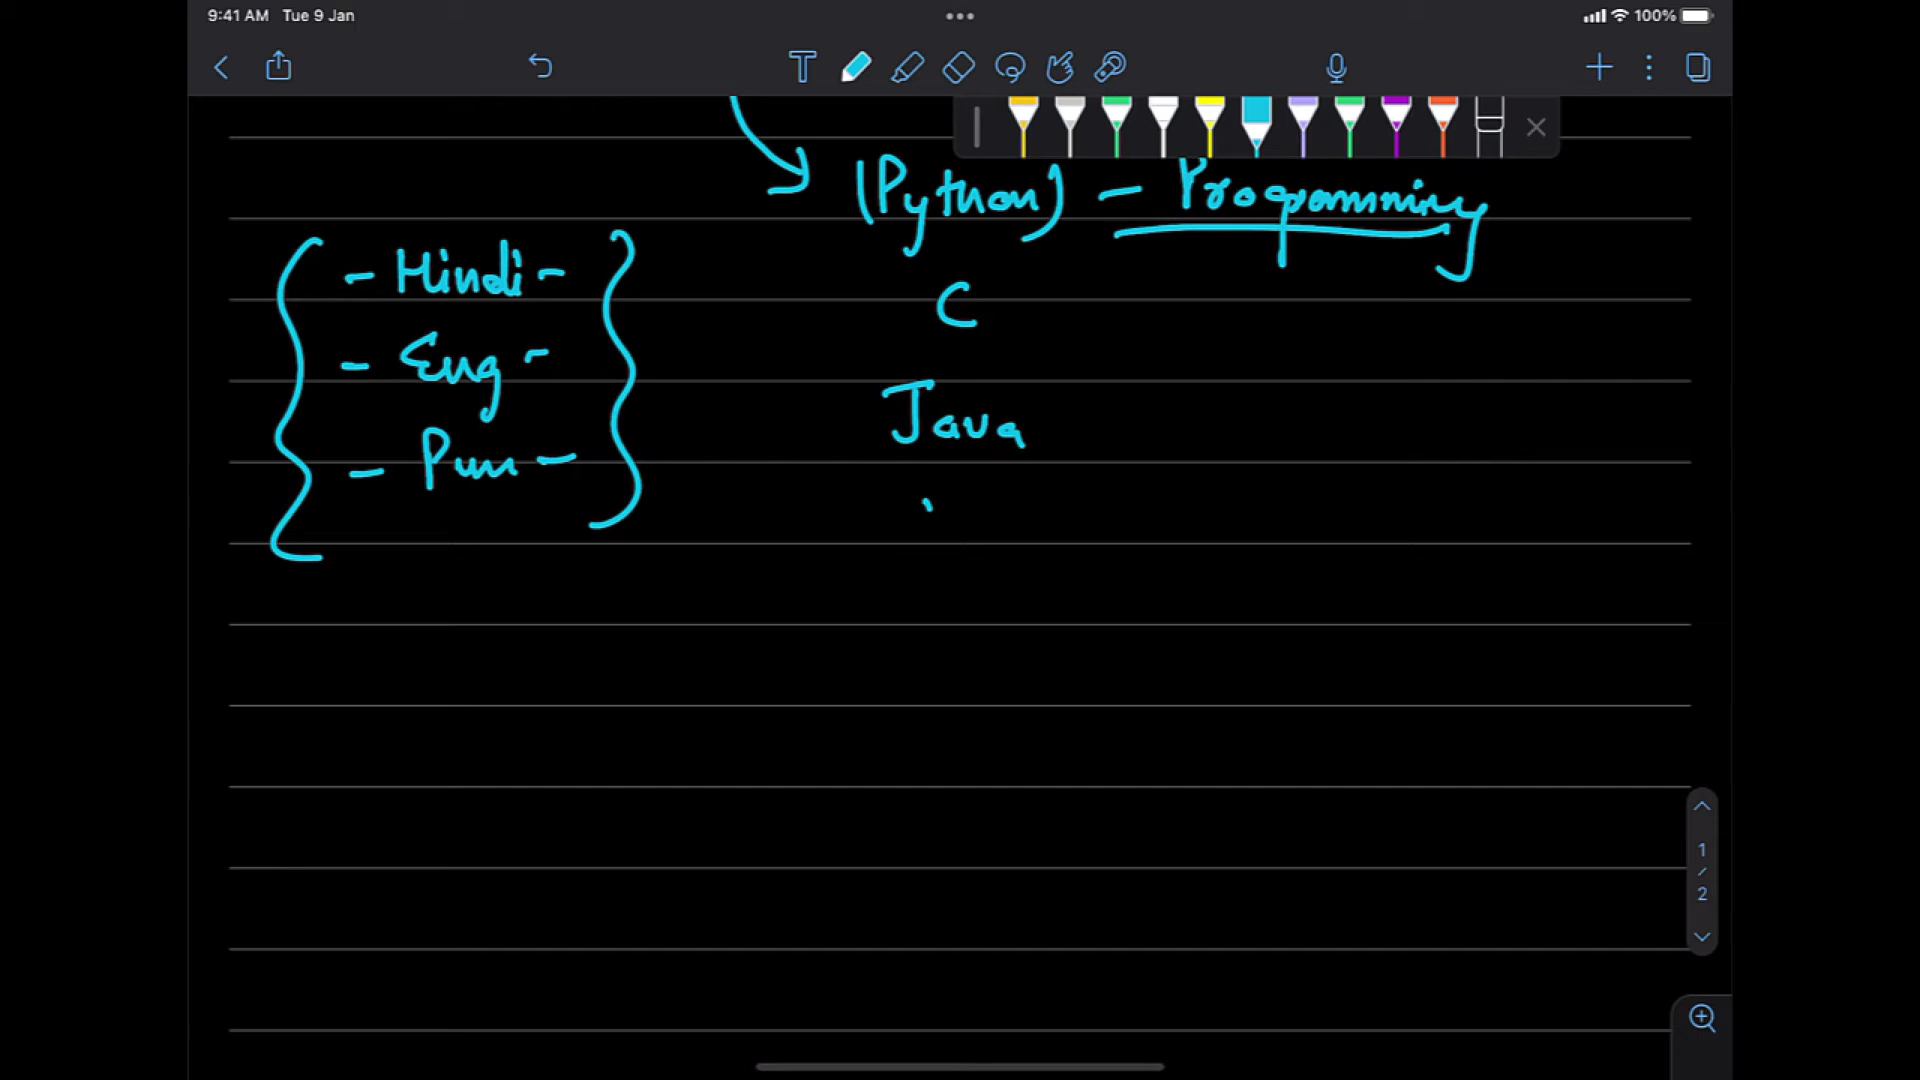 9:41 AM Tue 9 Jan
100%
T
(Python) - Programming
- Hindi -
C
- Eng -
Java
- Pun -
1
/
2